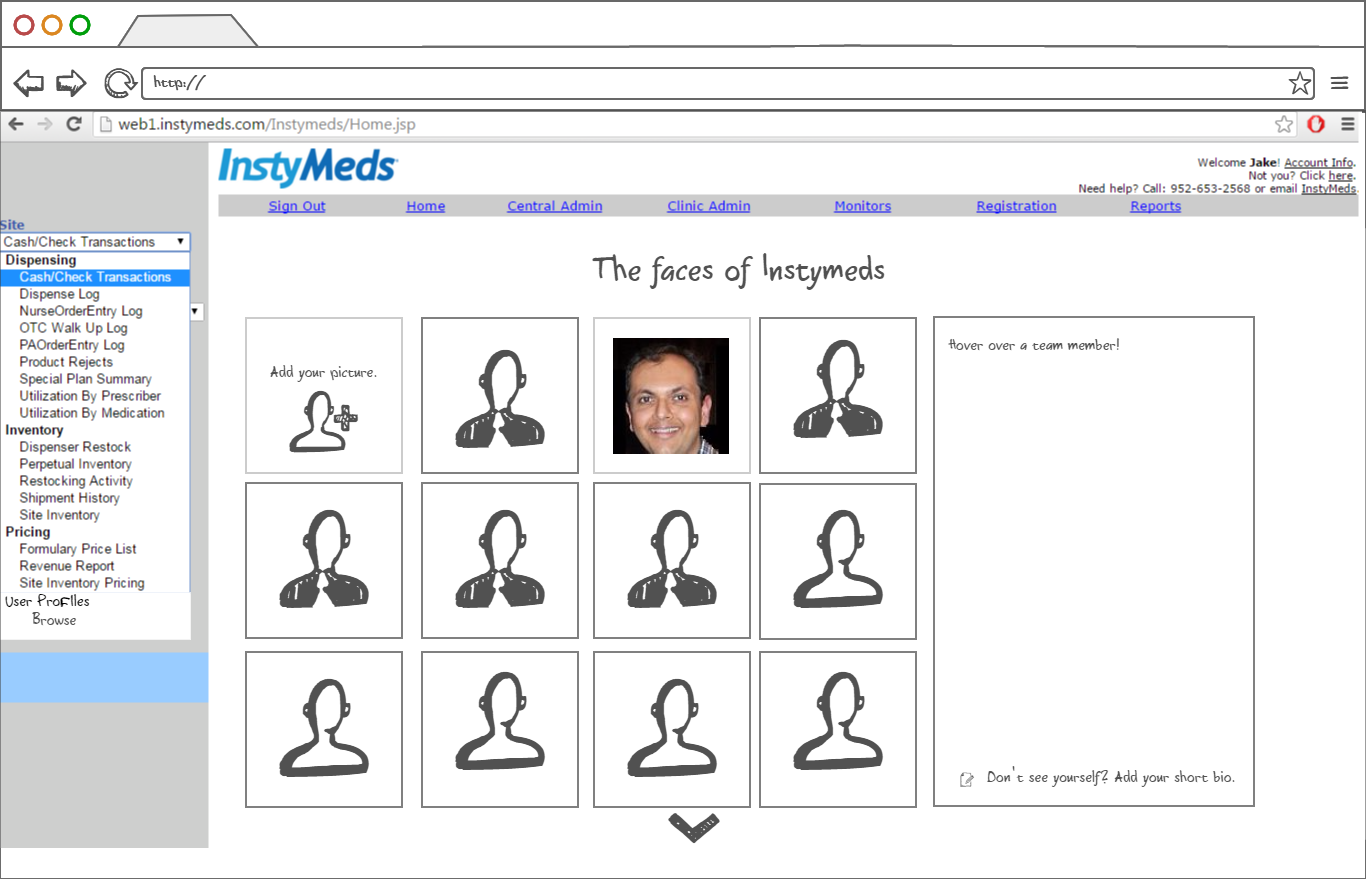 http://
web1.instymeds.com/Instymeds/Home.jsp
InstyMeds
Welcome Jake! Account Info.
Not you? Click here.
Need help? Call: 952-653-2568 or email InstyMeds.
Sign Out Home Central Admin Clinic Admin Monitors Registration Reports
Site
Cash/Check Transactions
Dispensing
Cash/Check Transactions
Dispense Log
NurseOrderEntry Log
OTC Walk Up Log
PAOrderEntry Log
Product Rejects
Special Plan Summary
Utilization By Prescriber
Utilization By Medication
Inventory
Dispenser Restock
Perpetual Inventory
Restocking Activity
Shipment History
Site Inventory
Pricing
Formulary Price List
Revenue Report
Site Inventory Pricing
User Profiles
Browse
The faces of Instymeds
Add your picture.
Hover over a team member!
Don't see yourself? Add your short bio.